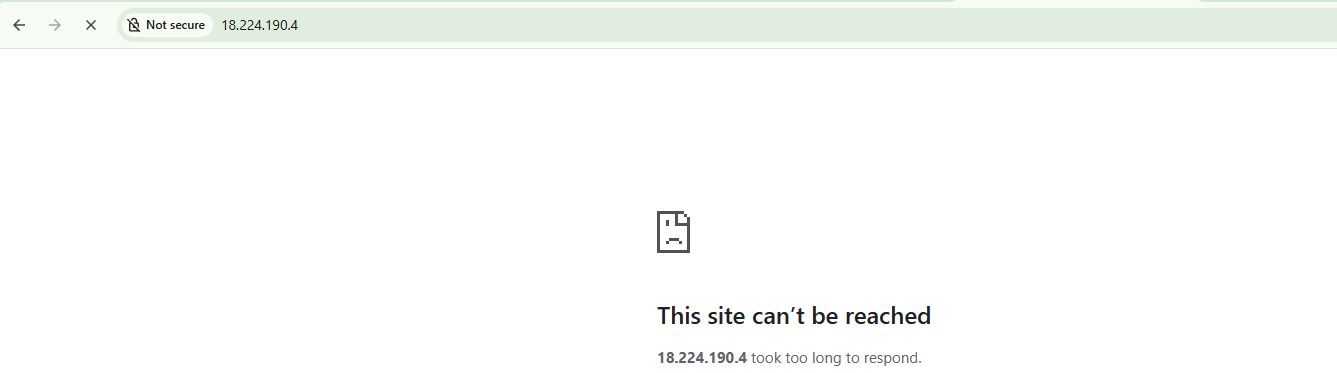 Not secure 18.224.190.4
This site can’t be reached
18.224.190.4 took too long to respond.